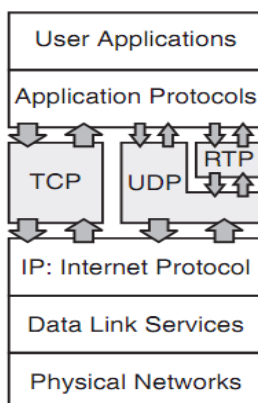 User Applications
Application Protocols
TCP
UDP
RTP
IP: Internet Protocol
Data Link Services
Physical Networks